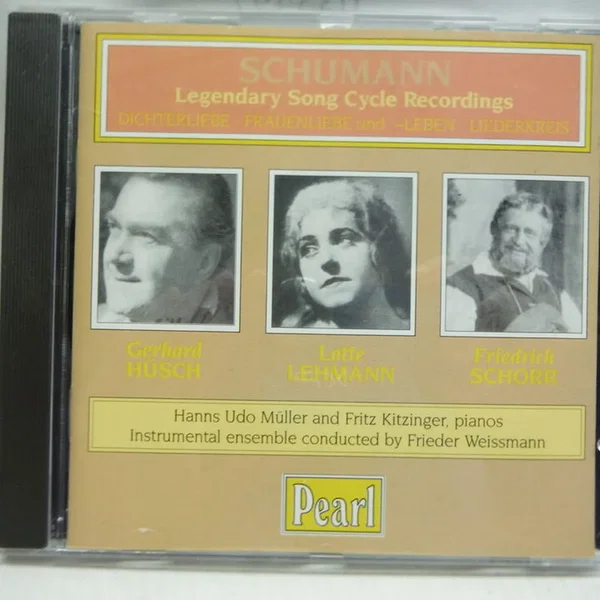 SCHUMANN
Legendary Song Cycle Recordings
DICHTERLIEBE FRAUENLIEBE und -LEBEN LIEDERKREIS
Gerhard
HÜSCH
Lotte
LEHMANN
Friedrich
SCHORR
Hanns Udo Müller and Fritz Kitzinger, pianos
Instrumental ensemble conducted by Frieder Weissmann
Pearl